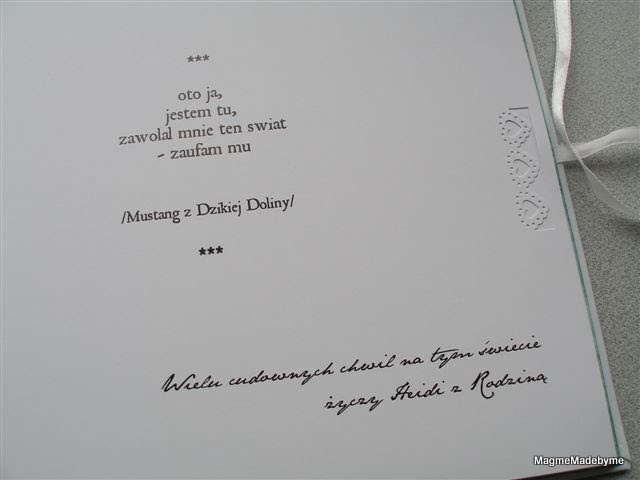 ***
oto ja,
jestem tu,
zawolal mnie ten swiat
- zaufam mu
/Mustang z Dzikiej Doliny/
***
Wielu cudownych chwil na tym świecie
życzy Heidi z Rodziną
MagmeMadebyme